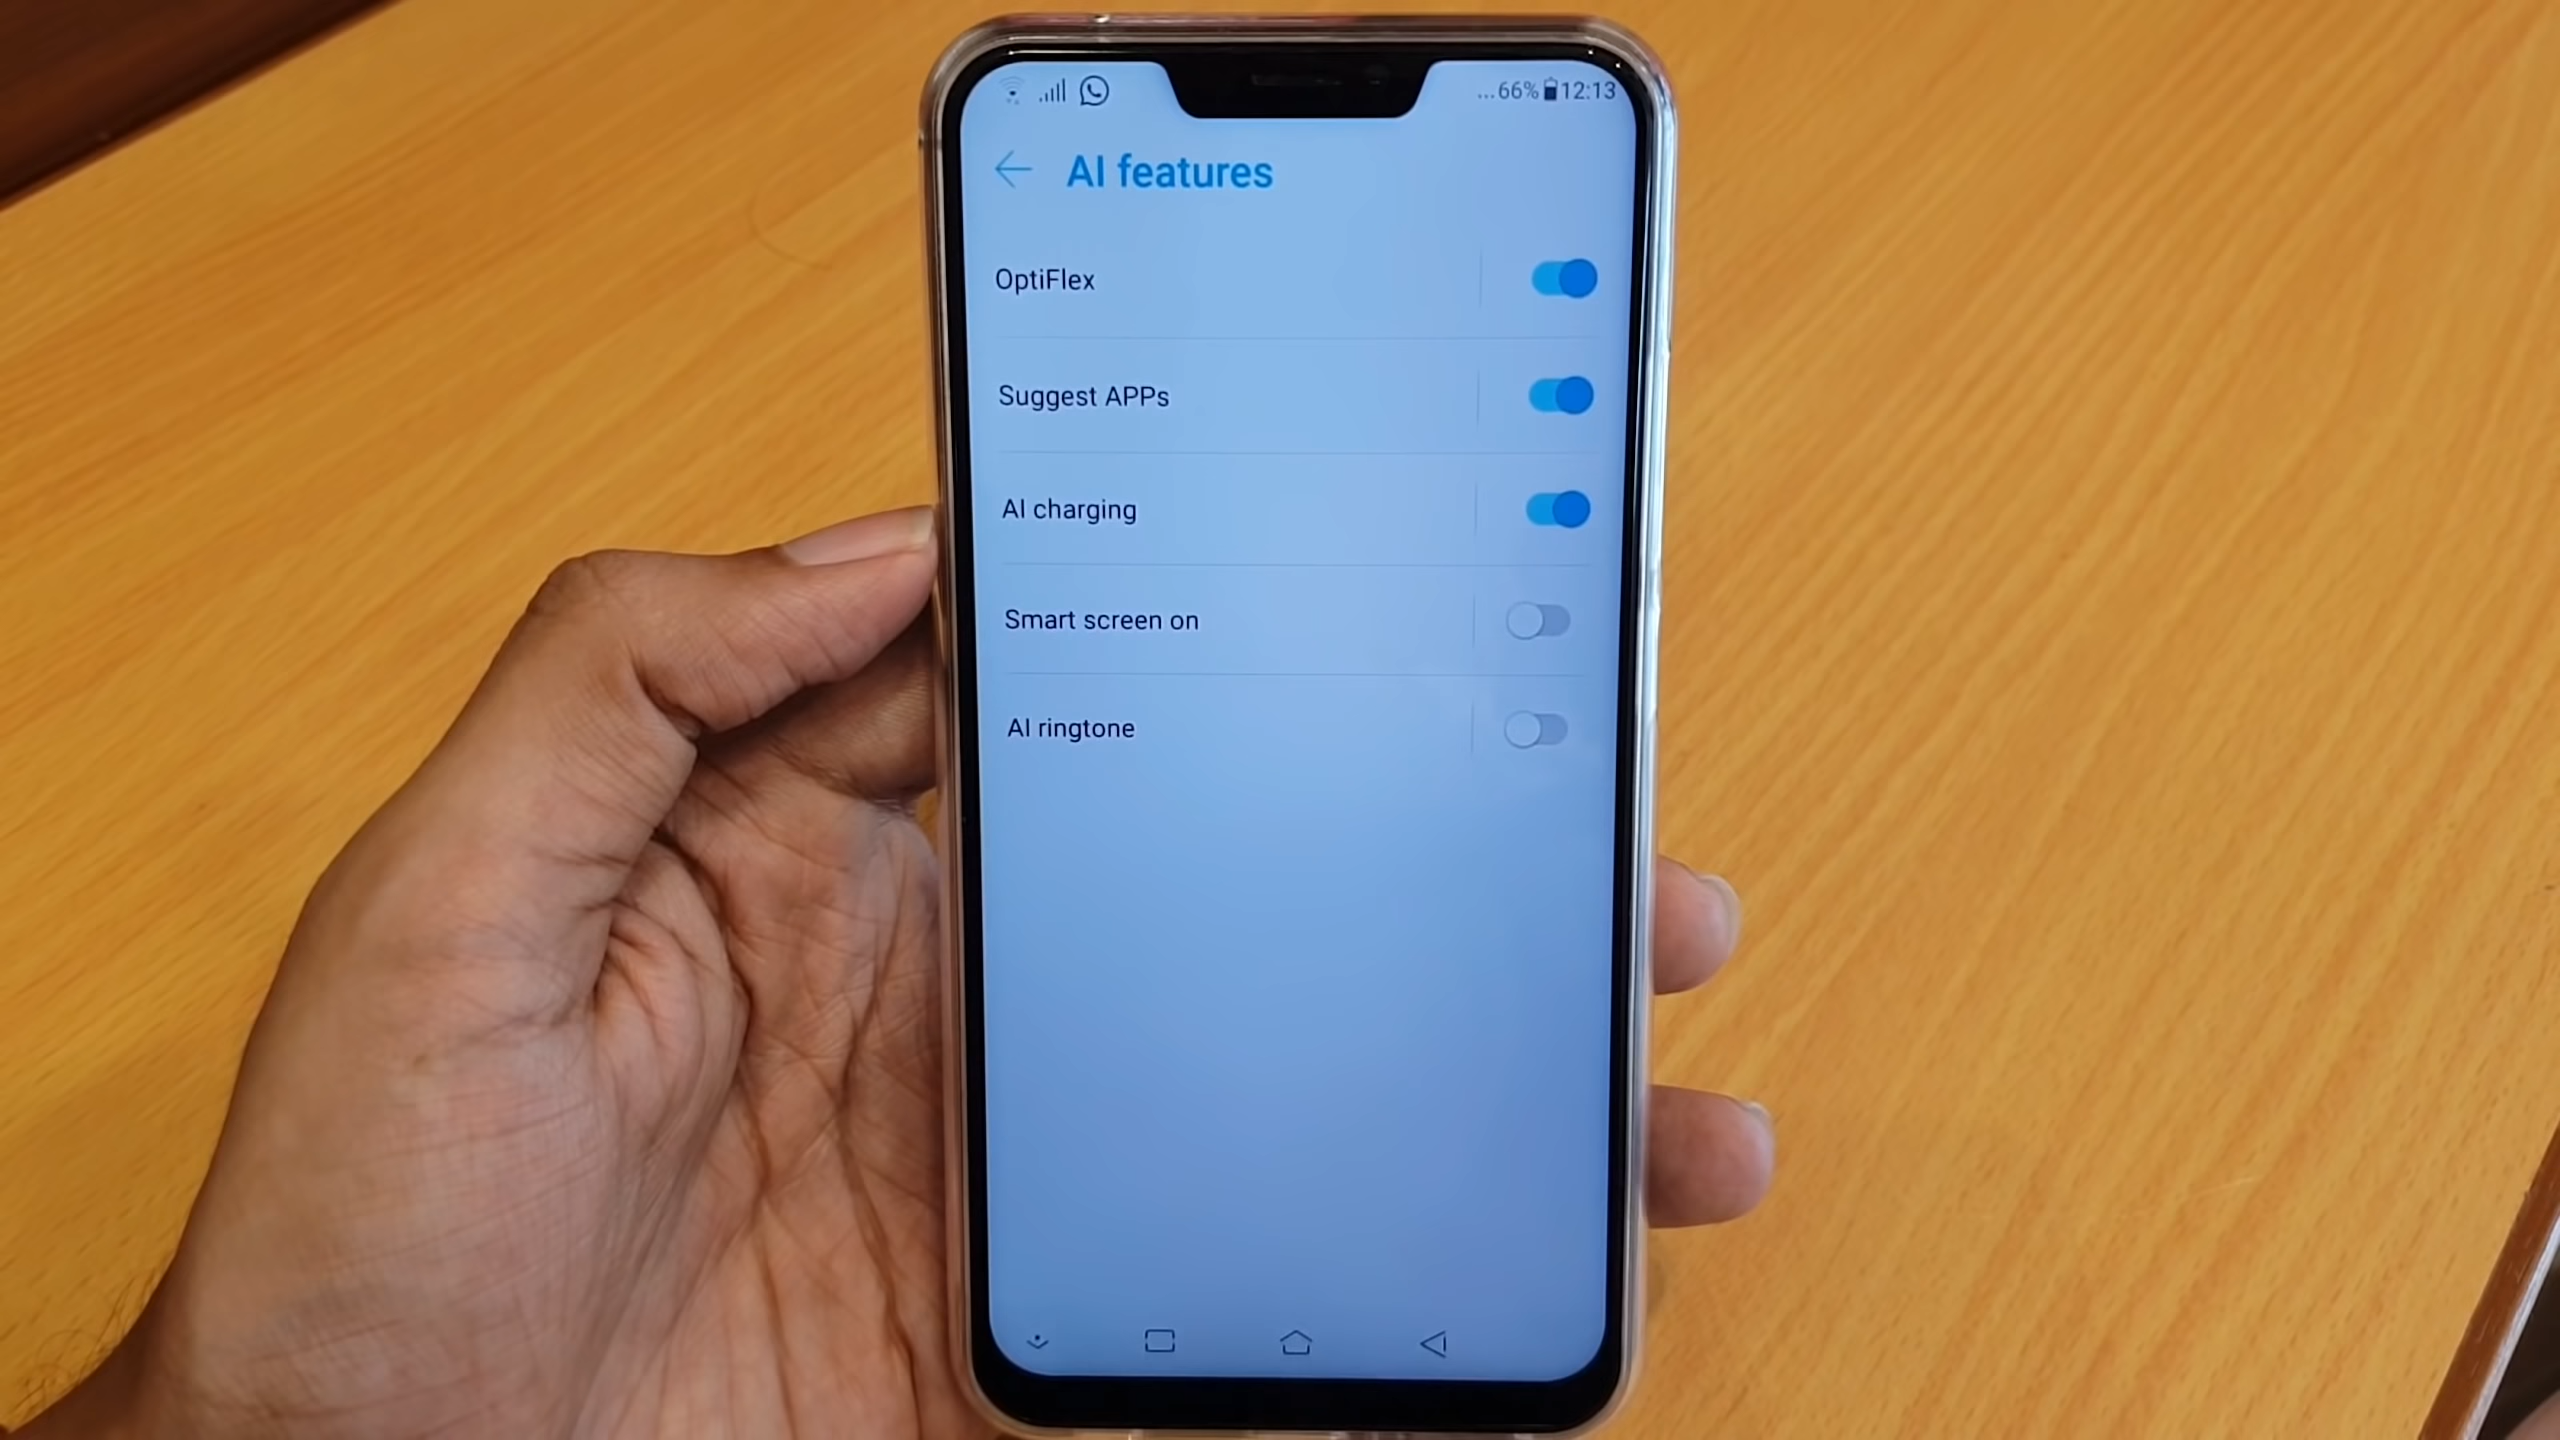 ...66% 12:13
AI features
OptiFlex
Suggest APPs
AI charging
Smart screen on
AI ringtone